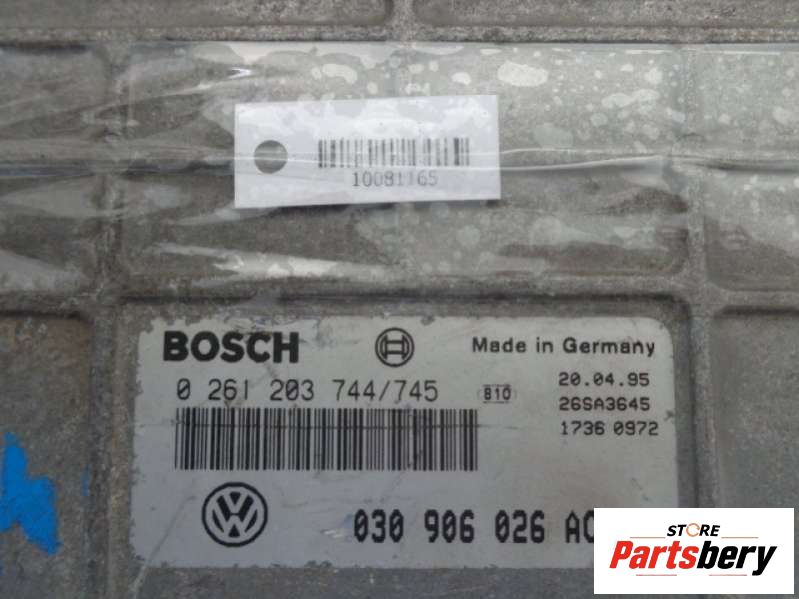 10081165
BOSCH
Made in Germany
0 261 203 744/745
810
20.04.95
26SA3645
1736 0972
030 906 026 AC
STORE
Partsbery